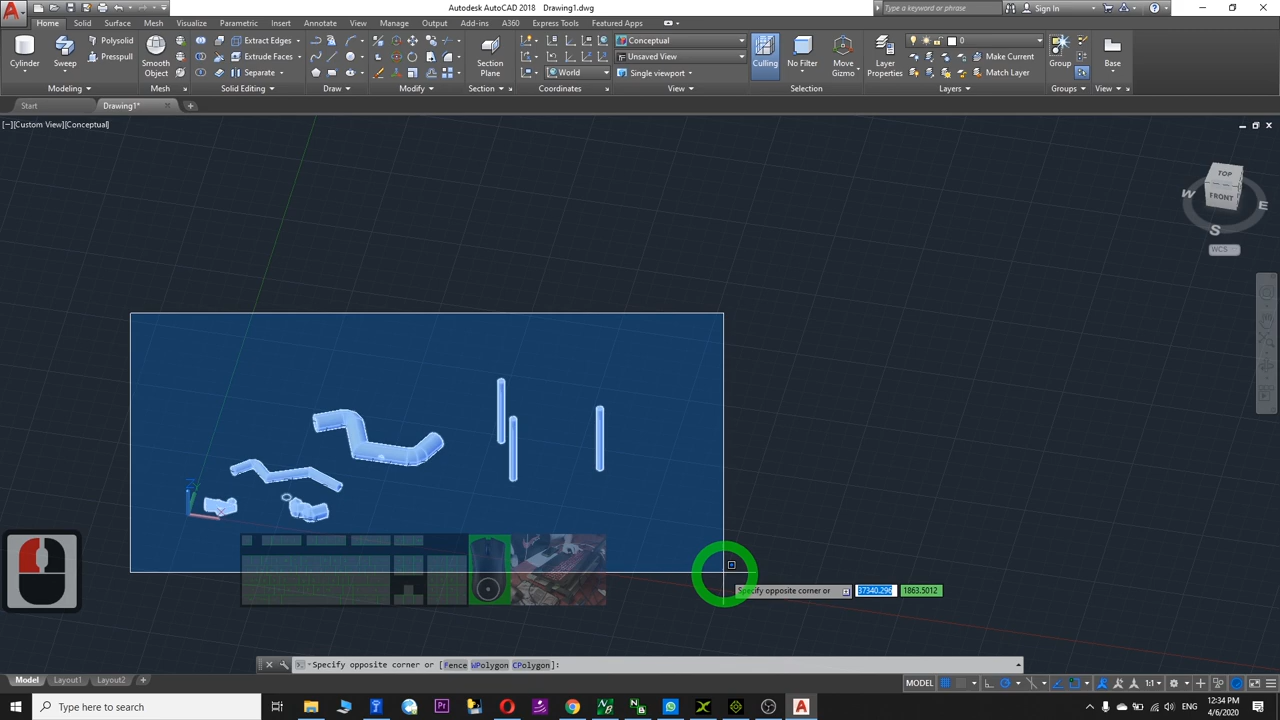 Autodesk AutoCAD 2018 Drawing1.dwg
Type a keyword or phrase
Sign In
Home Solid Surface Mesh Visualize Parametric Insert Annotate View Manage Output Add-ins A360 Express Tools Featured Apps
Polysolid
Presspull
Cylinder
Sweep
Smooth
Object
Extract Edges
Extrude Faces
Separate
World
Section
Plane
Conceptual
Unsaved View
Single viewport
Culling
No Filter
Move
Gizmo
Layer
Properties
0
Make Current
Match Layer
Group
Base
Modeling
Mesh
Solid Editing
Draw
Modify
Section
Coordinates
View
Selection
Layers
Groups
View
Start
Drawing1*
[−][Custom View][Conceptual]
TOP
FRONT
W
E
S
WCS
Specify opposite corner or
37340.296
1863.5012
Specify opposite corner or [Fence WPolygon CPolygon]:
Model Layout1 Layout2
MODEL
1:1
Type here to search
12:34 PM
4/6/2020